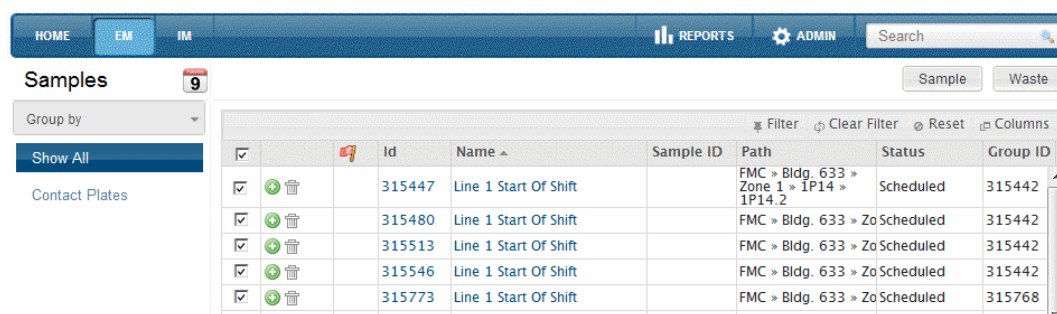 HOME EM IM REPORTS ADMIN Search
Samples 9 Sample Waste
Group by
Filter Clear Filter Reset Columns
Show All
Id Name Sample ID Path Status Group ID
Contact Plates
315447 Line 1 Start Of Shift FMC » Bldg. 633 » Zone 1 » 1P14 » 1P14.2 Scheduled 315442
315480 Line 1 Start Of Shift FMC » Bldg. 633 » Zo Scheduled 315442
315513 Line 1 Start Of Shift FMC » Bldg. 633 » Zo Scheduled 315442
315546 Line 1 Start Of Shift FMC » Bldg. 633 » Zo Scheduled 315442
315773 Line 1 Start Of Shift FMC » Bldg. 633 » Zo Scheduled 315768